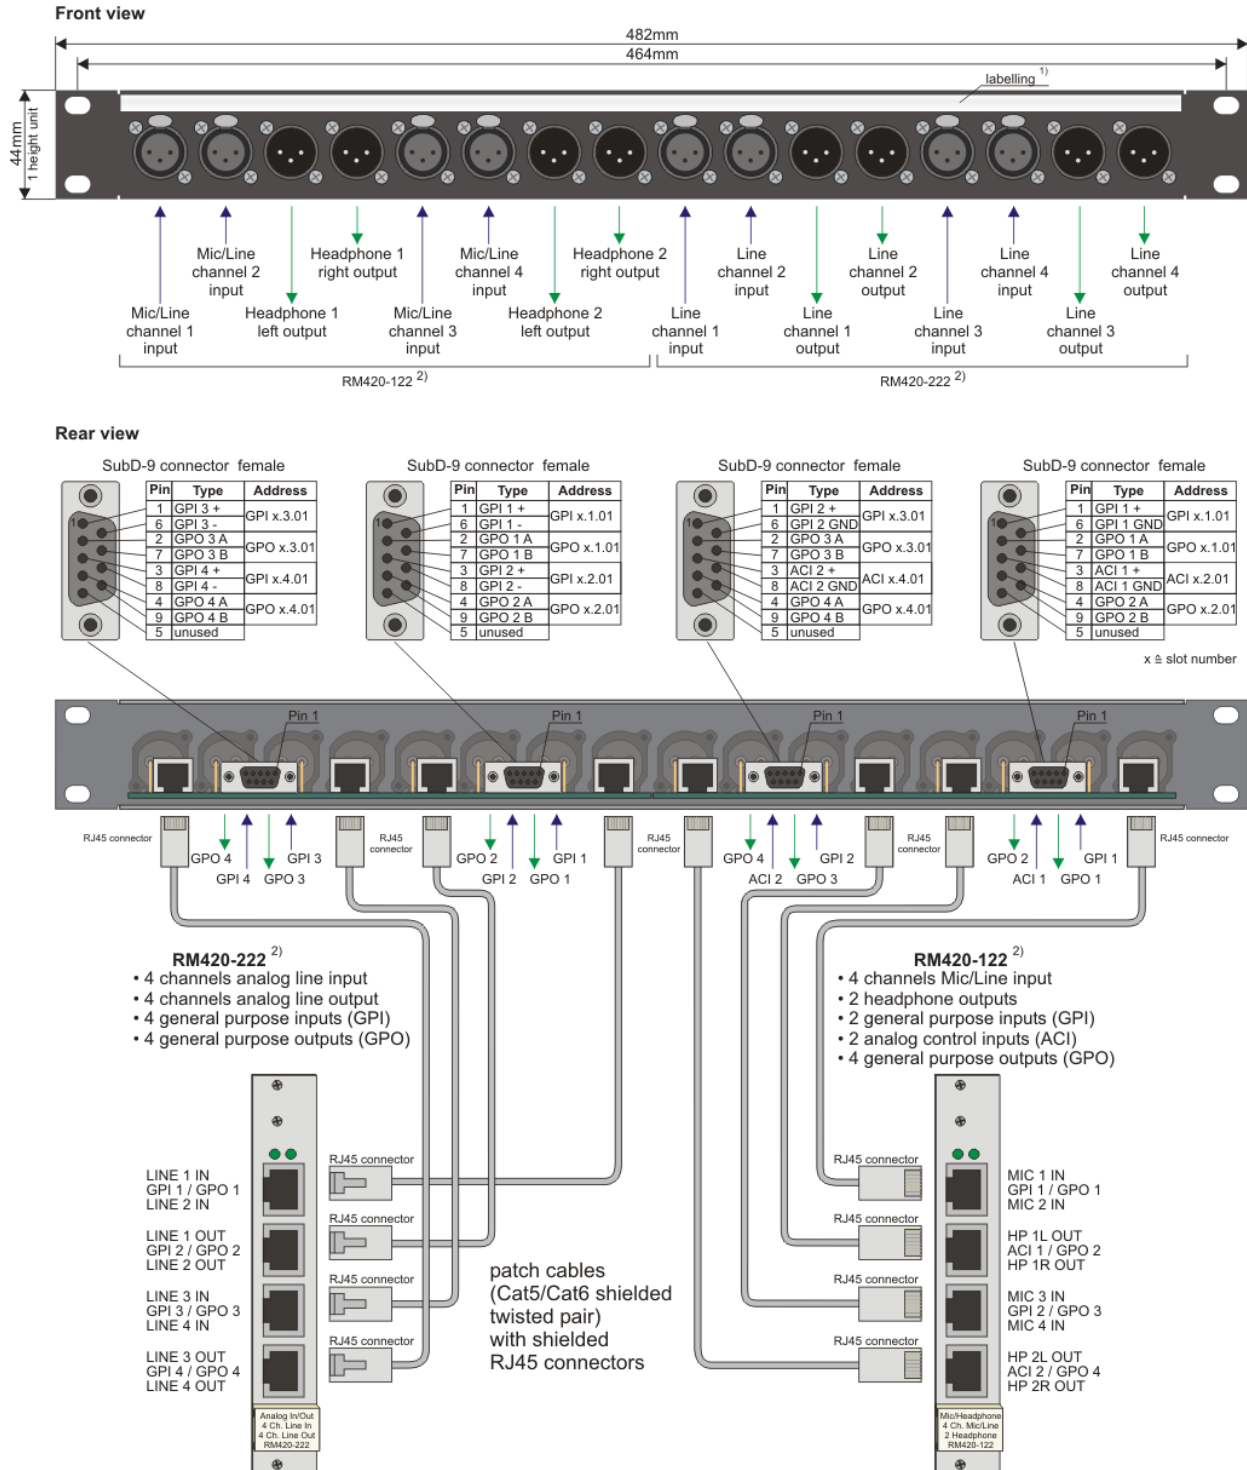 Front view
482mm
464mm
labelling 1)
44mm
1 height unit
Mic/Line
channel 2
input
Headphone 1
right output
Mic/Line
channel 4
input
Headphone 2
right output
Line
channel 2
input
Line
channel 2
output
Line
channel 4
input
Line
channel 4
output
Mic/Line
channel 1
input
Headphone 1
left output
Mic/Line
channel 3
input
Headphone 2
left output
Line
channel 1
input
Line
channel 1
output
Line
channel 3
input
Line
channel 3
output
RM420-122 2)
RM420-222 2)
Rear view
SubD-9 connector female
Pin Type Address
1 GPI 3 + GPI x.3.01
6 GPI 3 -
2 GPO 3 A GPO x.3.01
7 GPO 3 B
3 GPI 4 + GPI x.4.01
8 GPI 4 -
4 GPO 4 A GPO x.4.01
9 GPO 4 B
5 unused
1
SubD-9 connector female
Pin Type Address
1 GPI 1 + GPI x.1.01
6 GPI 1 -
2 GPO 1 A GPO x.1.01
7 GPO 1 B
3 GPI 2 + GPI x.2.01
8 GPI 2 -
4 GPO 2 A GPO x.2.01
9 GPO 2 B
5 unused
1
SubD-9 connector female
Pin Type Address
1 GPI 2 + GPI x.3.01
6 GPI 2 GND
2 GPO 3 A GPO x.3.01
7 GPO 3 B
3 ACI 2 + ACI x.4.01
8 ACI 2 GND
4 GPO 4 A GPO x.4.01
9 GPO 4 B
5 unused
1
SubD-9 connector female
Pin Type Address
1 GPI 1 + GPI x.1.01
6 GPI 1 GND
2 GPO 1 A GPO x.1.01
7 GPO 1 B
3 ACI 1 + ACI x.2.01
8 ACI 1 GND
4 GPO 2 A GPO x.2.01
9 GPO 2 B
5 unused
1
x ≙ slot number
Pin 1
Pin 1
Pin 1
Pin 1
RJ45 connector
GPO 4
GPI 4
GPO 3
GPI 3
RJ45
connector
GPO 2
GPI 2
GPO 1
GPI 1
RJ45
connector
GPO 4
ACI 2
GPO 3
GPI 2
RJ45
connector
GPO 2
ACI 1
GPO 1
GPI 1
RJ45 connector
RM420-222 2)
• 4 channels analog line input
• 4 channels analog line output
• 4 general purpose inputs (GPI)
• 4 general purpose outputs (GPO)
RM420-122 2)
• 4 channels Mic/Line input
• 2 headphone outputs
• 2 general purpose inputs (GPI)
• 2 analog control inputs (ACI)
• 4 general purpose outputs (GPO)
LINE 1 IN
GPI 1 / GPO 1
LINE 2 IN
LINE 1 OUT
GPI 2 / GPO 2
LINE 2 OUT
LINE 3 IN
GPI 3 / GPO 3
LINE 4 IN
LINE 3 OUT
GPI 4 / GPO 4
LINE 4 OUT
RJ45 connector
RJ45 connector
RJ45 connector
RJ45 connector
Analog In/Out
4 Ch. Line In
4 Ch. Line Out
RM420-222
patch cables
(Cat5/Cat6 shielded
twisted pair)
with shielded
RJ45 connectors
RJ45 connector
RJ45 connector
RJ45 connector
RJ45 connector
MIC 1 IN
GPI 1 / GPO 1
MIC 2 IN
HP 1L OUT
ACI 1 / GPO 2
HP 1R OUT
MIC 3 IN
GPI 2 / GPO 3
MIC 4 IN
HP 2L OUT
ACI 2 / GPO 4
HP 2R OUT
Mic/Headphone
4 Ch. Mic/Line
2 Headphone
RM420-122